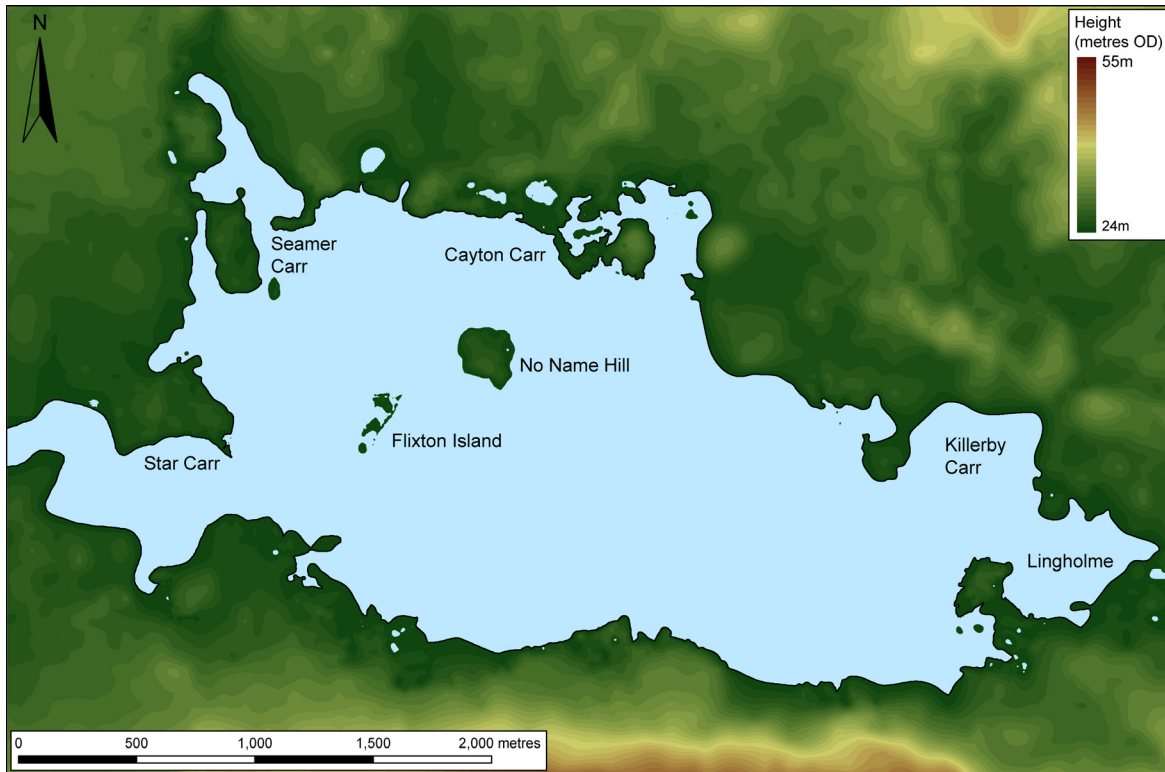 N
Height
(metres OD)
55m
24m
Seamer
Carr
Cayton Carr
No Name Hill
Flixton Island
Star Carr
Killerby
Carr
Lingholme
0 500 1,000 1,500 2,000 metres